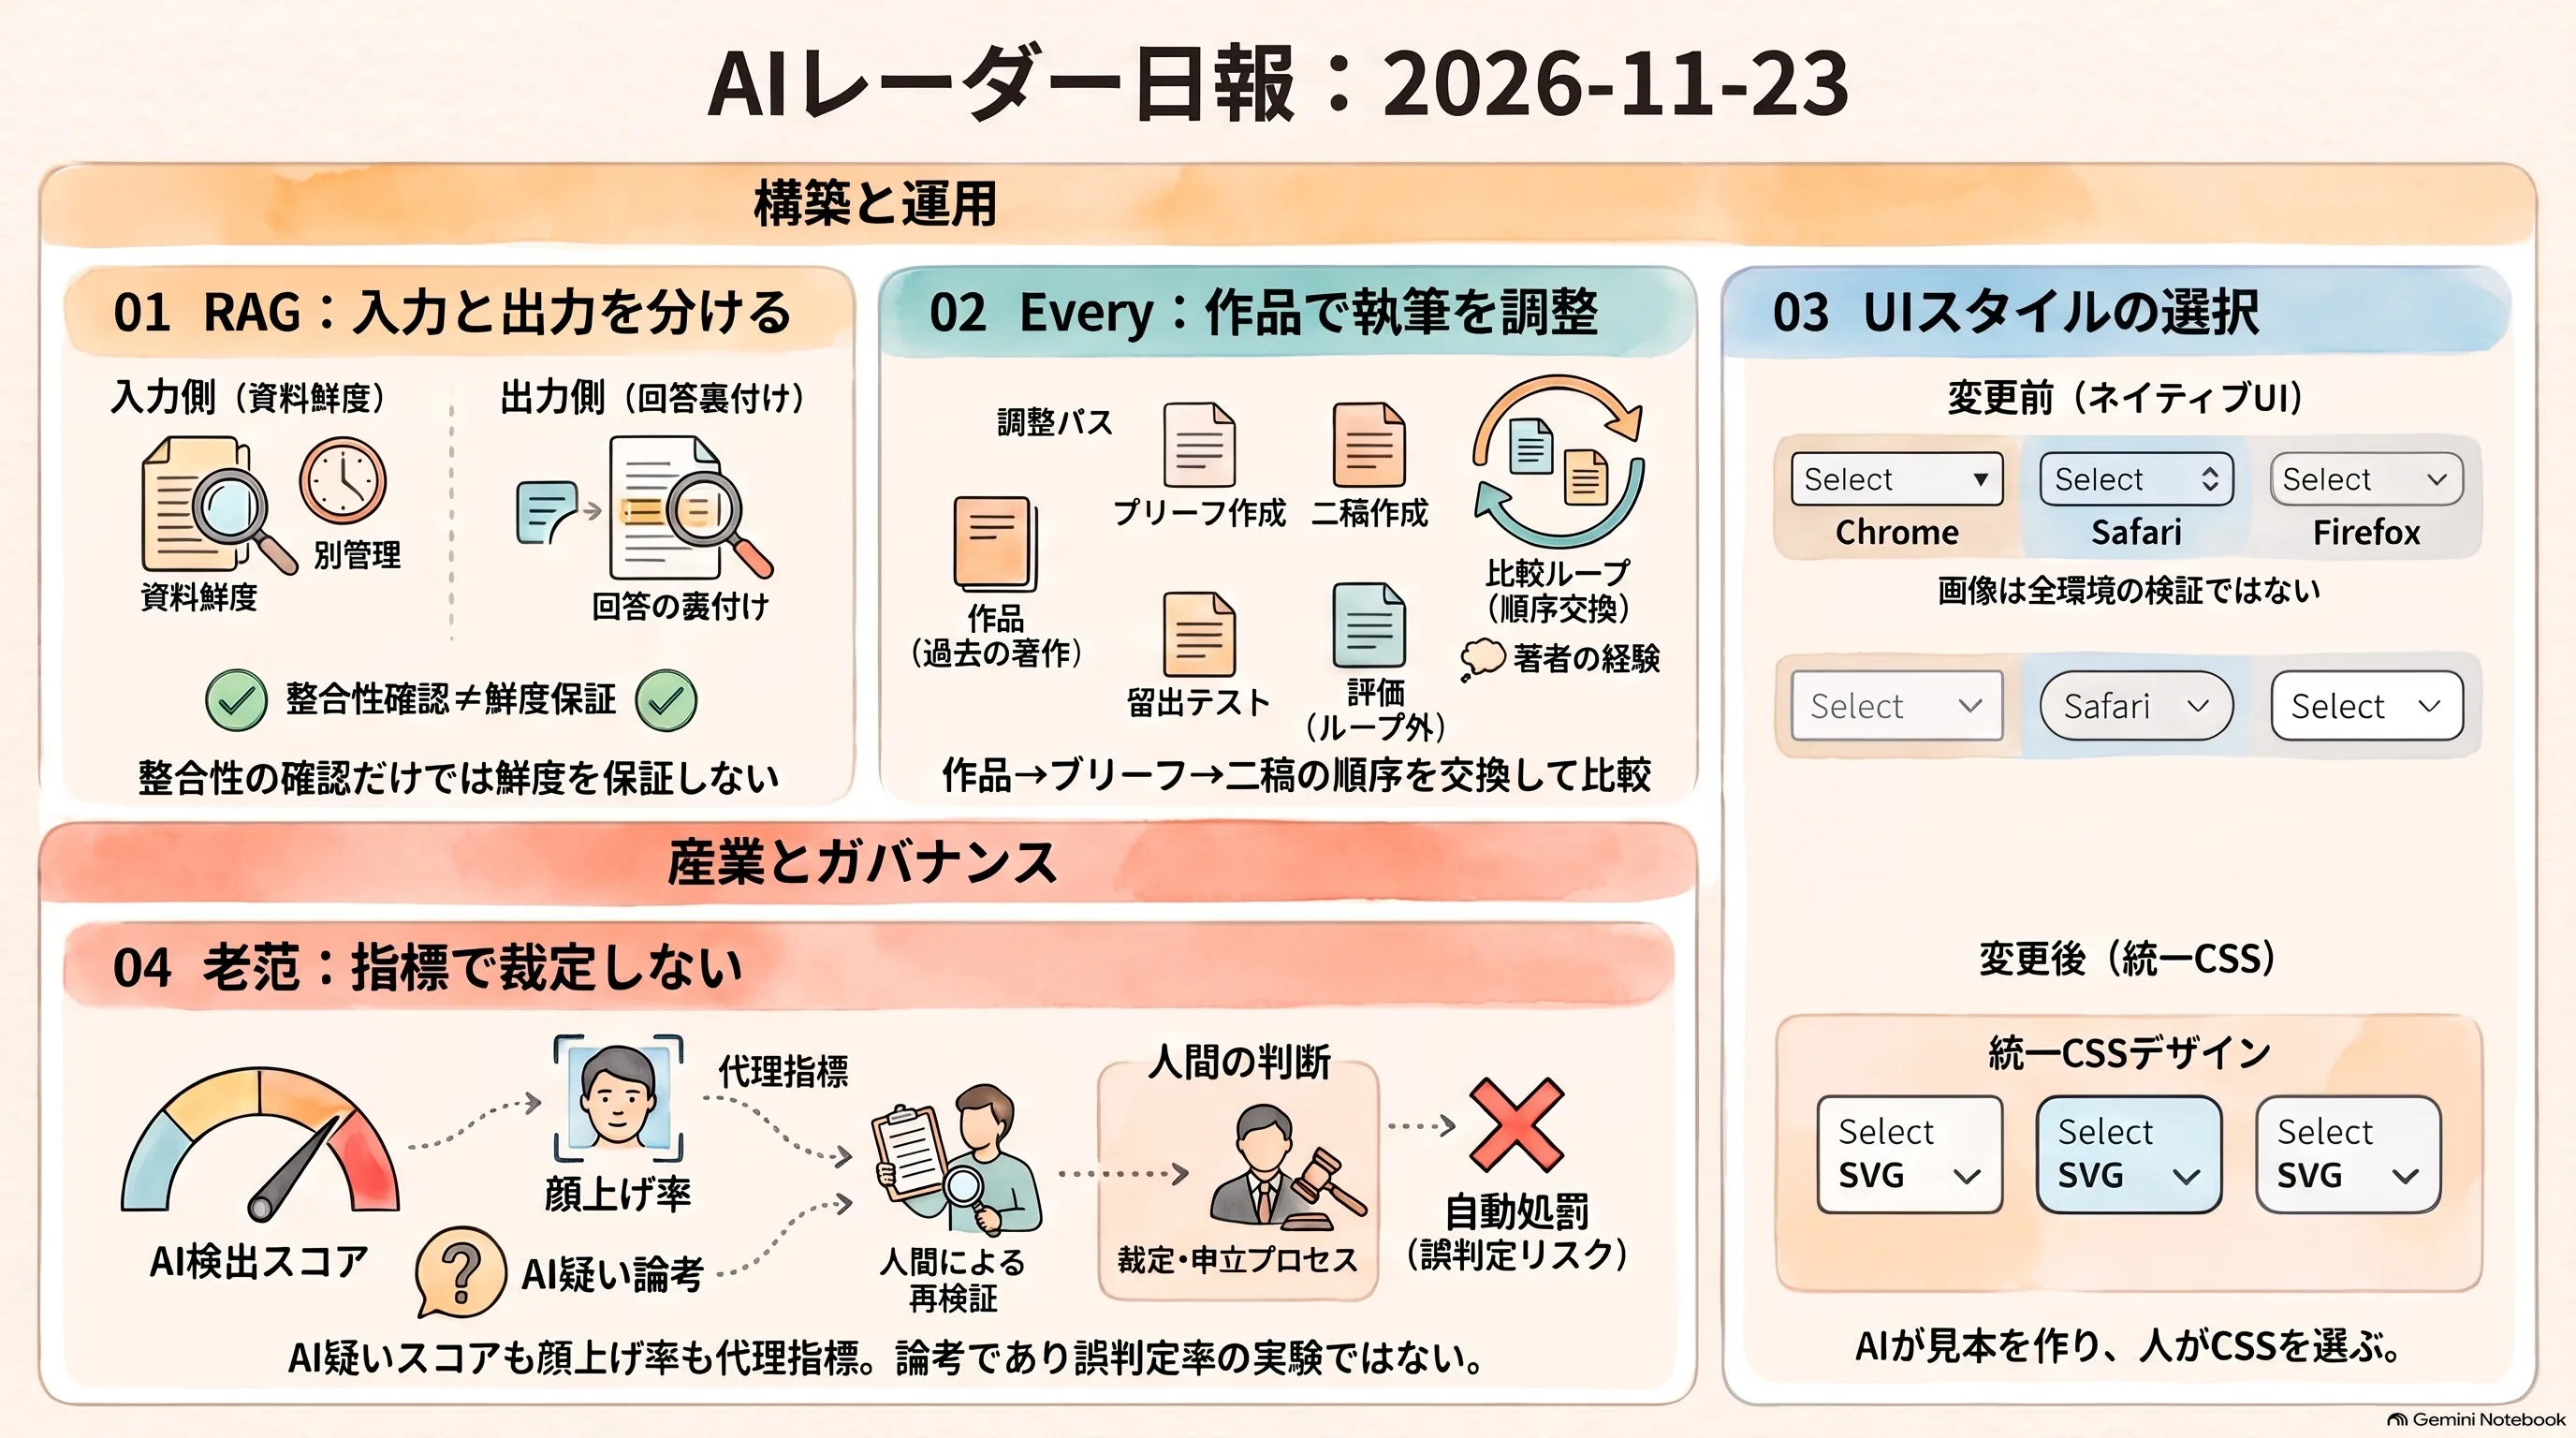 AIレーダー日報：2026-11-23
構築と運用
01 RAG：入力と出力を分ける
入力側（資料鮮度）
出力側（回答裏付け）
別管理
資料鮮度
回答の裏付け
整合性確認≠鮮度保証
整合性の確認だけでは鮮度を保証しない
02 Every：作品で執筆を調整
調整パス
ブリーフ作成
二稿作成
作品
（過去の著作）
比較ループ
（順序交換）
著者の経験
留出テスト
評価
（ループ外）
作品→ブリーフ→二稿の順序を交換して比較
03 UIスタイルの選択
変更前（ネイティブUI）
Select
Select
Select
Chrome
Safari
Firefox
画像は全環境の検証ではない
Select
Safari
Select
変更後（統一CSS）
統一CSSデザイン
Select
SVG
Select
SVG
Select
SVG
AIが見本を作り、人がCSSを選ぶ。
産業とガバナンス
04 老范：指標で裁定しない
AI検出スコア
顔上げ率
代理指標
AI疑い論考
人間による
再検証
人間の判断
裁定・申立プロセス
自動処罰
（誤判定リスク）
AI疑いスコアも顔上げ率も代理指標。論考であり誤判定率の実験ではない。
Gemini Notebook